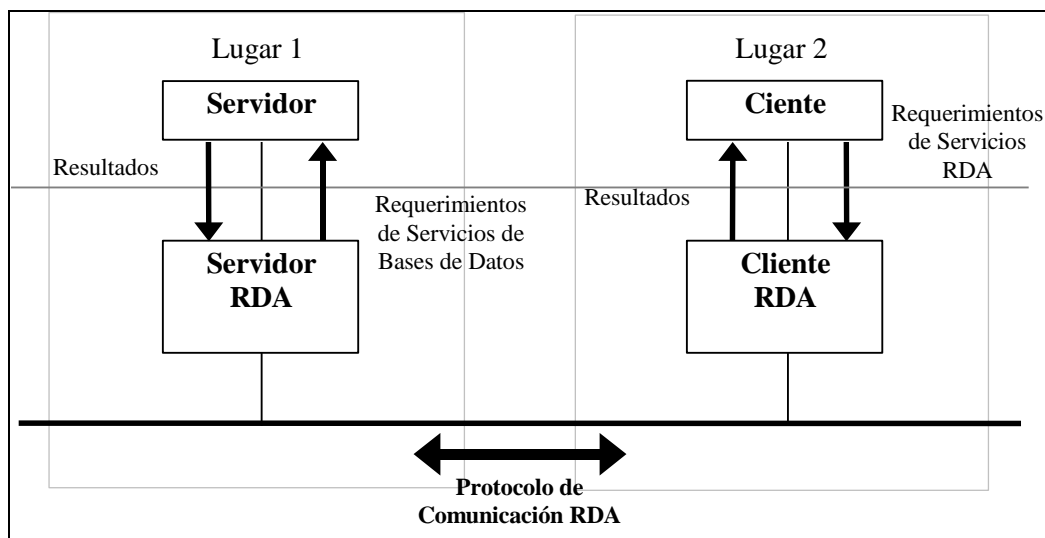 Lugar 1
Lugar 2
Servidor
Ciente
Requerimientos
de Servicios
RDA
Resultados
Resultados
Requerimientos
de Servicios de
Bases de Datos
Servidor
RDA
Cliente
RDA
Protocolo de
Comunicación RDA